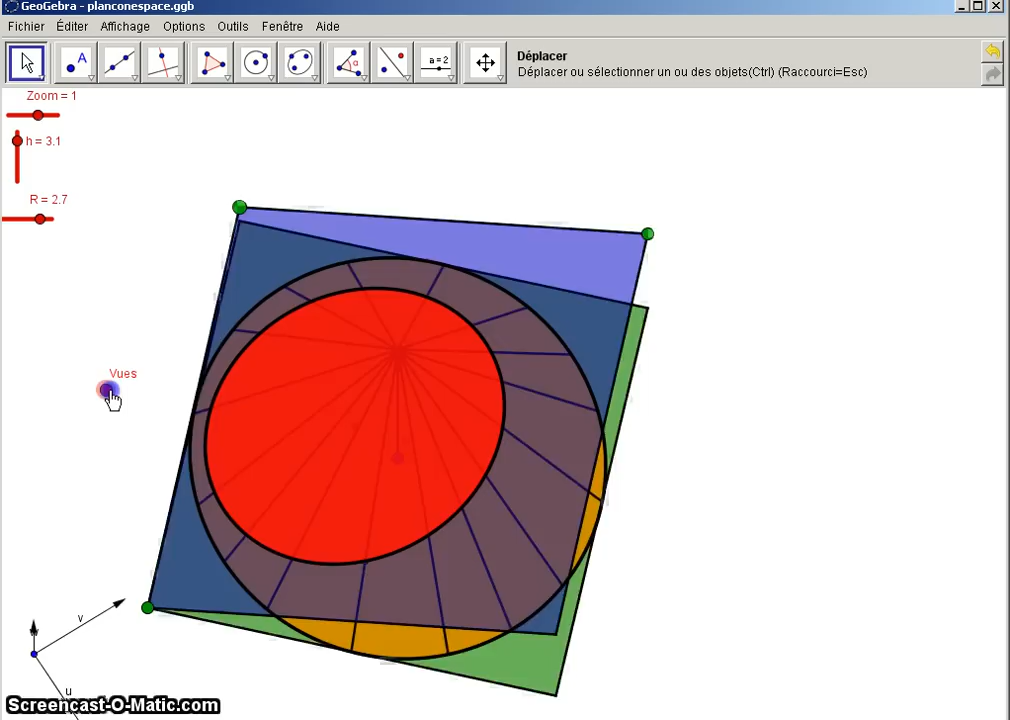 GeoGebra - planconespace.ggb
Fichier Éditer Affichage Options Outils Fenêtre Aide
A
α
a = 2
Déplacer
Déplacer ou sélectionner un ou des objets(Ctrl) (Raccourci=Esc)
Zoom = 1
h = 3.1
R = 2.7
Vues
v
u
Screencast-O-Matic.com